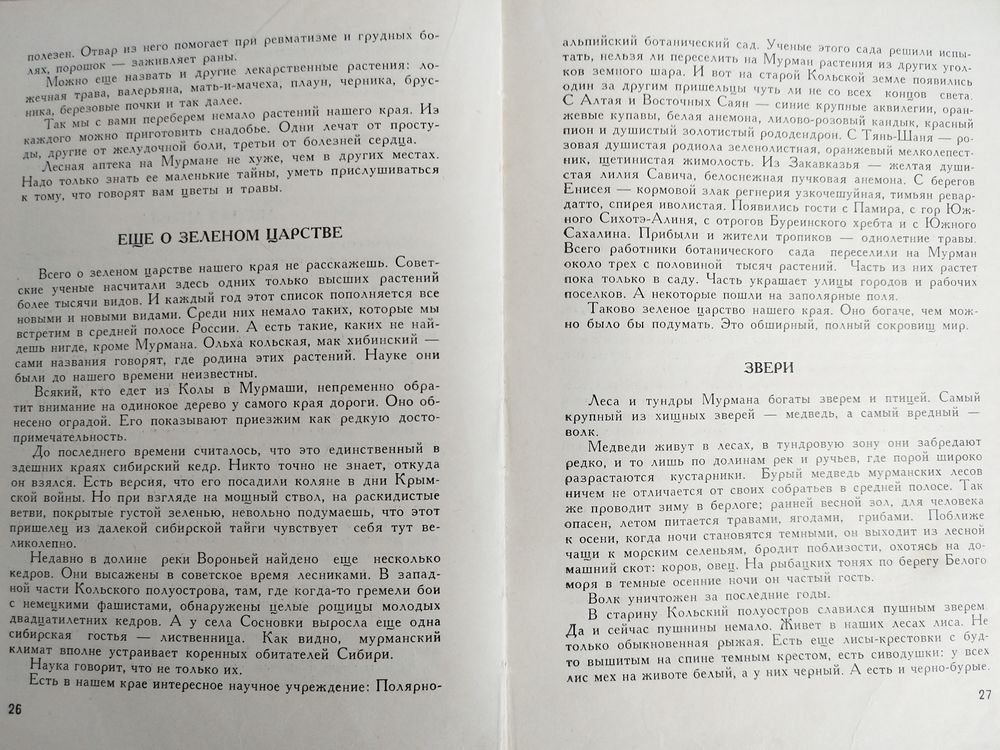 полезен. Отвар из него помогает при ревматизме и грудных бо-
лях, порошок — заживляет раны.
Можно еще назвать и другие лекарственные растения: ло-
жечная трава, валерьяна, мать-и-мачеха, плаун, черника, брус-
ника, березовые почки и так далее.
Так мы с вами переберем немало растений нашего края. Из
каждого можно приготовить снадобье. Одни лечат от просту-
ды, другие от желудочной боли, третьи от болезней сердца.
Лесная аптека на Мурмане не хуже, чем в других местах.
Надо только знать ее маленькие тайны, уметь прислушиваться
к тому, что говорят вам цветы и травы.
ЕЩЕ О ЗЕЛЕНОМ ЦАРСТВЕ
Всего о зеленом царстве нашего края не расскажешь. Совет-
ские ученые насчитали здесь одних только высших растений
более тысячи видов. И каждый год этот список пополняется все
новыми и новыми видами. Среди них немало таких, которые мы
встретим в средней полосе России. А есть такие, каких не най-
дешь нигде, кроме Мурмана. Ольха кольская, мак хибинский —
сами названия говорят, где родина этих растений. Науке они
были до нашего времени неизвестны.
Всякий, кто едет из Колы в Мурмаши, непременно обра-
тит внимание на одинокое дерево у самого края дороги. Оно об-
несено оградой. Его показывают приезжим как редкую досто-
примечательность.
До последнего времени считалось, что это единственный в
здешних краях сибирский кедр. Никто точно не знает, откуда
он взялся. Есть версия, что его посадили коляне в дни Крым-
ской войны. Но при взгляде на мощный ствол, на раскидистые
ветви, покрытые густой зеленью, невольно подумаешь, что этот
пришелец из далекой сибирской тайги чувствует себя тут ве-
ликолепно.
Недавно в долине реки Вороньей найдено еще несколько
кедров. Они высажены в советское время лесниками. В запад-
ной части Кольского полуострова, там, где когда-то гремели бои
с немецкими фашистами, обнаружены целые рощицы молодых
двадцатилетних кедров. А у села Сосновки выросла еще одна
сибирская гостья — лиственница. Как видно, мурманский
климат вполне устраивает коренных обитателей Сибири.
Наука говорит, что не только их.
Есть в нашем крае интересное научное учреждение: Полярно-
26
альпийский ботанический сад. Ученые этого сада решили испы-
тать, нельзя ли переселить на Мурман растения из других угол-
ков земного шара. И вот на старой Кольской земле появились
один за другим пришельцы чуть ли не со всех концов света.
С Алтая и Восточных Саян — синие крупные аквилегии, оран-
жевые купавы, белая анемона, лилово-розовый кандык, красный
пион и душистый золотистый рододендрон. С Тянь-Шаня — ро-
зовая душистая родиола зеленолистная, оранжевый мелколепест-
ник, щетинистая жимолость. Из Закавказья — желтая души-
стая лилия Савича, белоснежная пучковая анемона. С берегов
Енисея — кормовой злак регнерия узкочешуйная, тимьян ревар-
датто, спирея иволистая. Появились гости с Памира, с гор Юж-
ного Сихотэ-Алиня, с отрогов Буреинского хребта и с Южного
Сахалина. Прибыли и жители тропиков — однолетние травы.
Всего работники ботанического сада переселили на Мурман
около трех с половиной тысяч растений. Часть из них растет
пока только в саду. Часть украшает улицы городов и рабочих
поселков. А некоторые пошли на заполярные поля.
Таково зеленое царство нашего края. Оно богаче, чем мож-
но было бы подумать. Это обширный, полный сокровищ мир.
ЗВЕРИ
Леса и тундры Мурмана богаты зверем и птицей. Самый
крупный из хищных зверей — медведь, а самый вредный —
волк.
Медведи живут в лесах, в тундровую зону они забредают
редко, и то лишь по долинам рек и ручьев, где порой широко
разрастаются кустарники. Бурый медведь мурманских лесов
ничем не отличается от своих собратьев в средней полосе. Так
же проводит зиму в берлоге; ранней весной зол, для человека
опасен, летом питается травами, ягодами, грибами. Поближе
к осени, когда ночи становятся темными, он выходит из лесной
чащи к морским селеньям, бродит поблизости, охотясь на до-
машний скот: коров, овец. На рыбацких тонях по берегу Белого
моря в темные осенние ночи он частый гость.
Волк уничтожен за последние годы.
В старину Кольский полуостров славился пушным зверем.
Да и сейчас пушнины немало. Живет в наших лесах лиса. Не
только обыкновенная рыжая. Есть еще лисы-крестовки с буд-
то вышитым на спине темным крестом, есть сиводушки: у всех
лис мех на животе белый, а у них черный. А есть и черно-бурые.
27